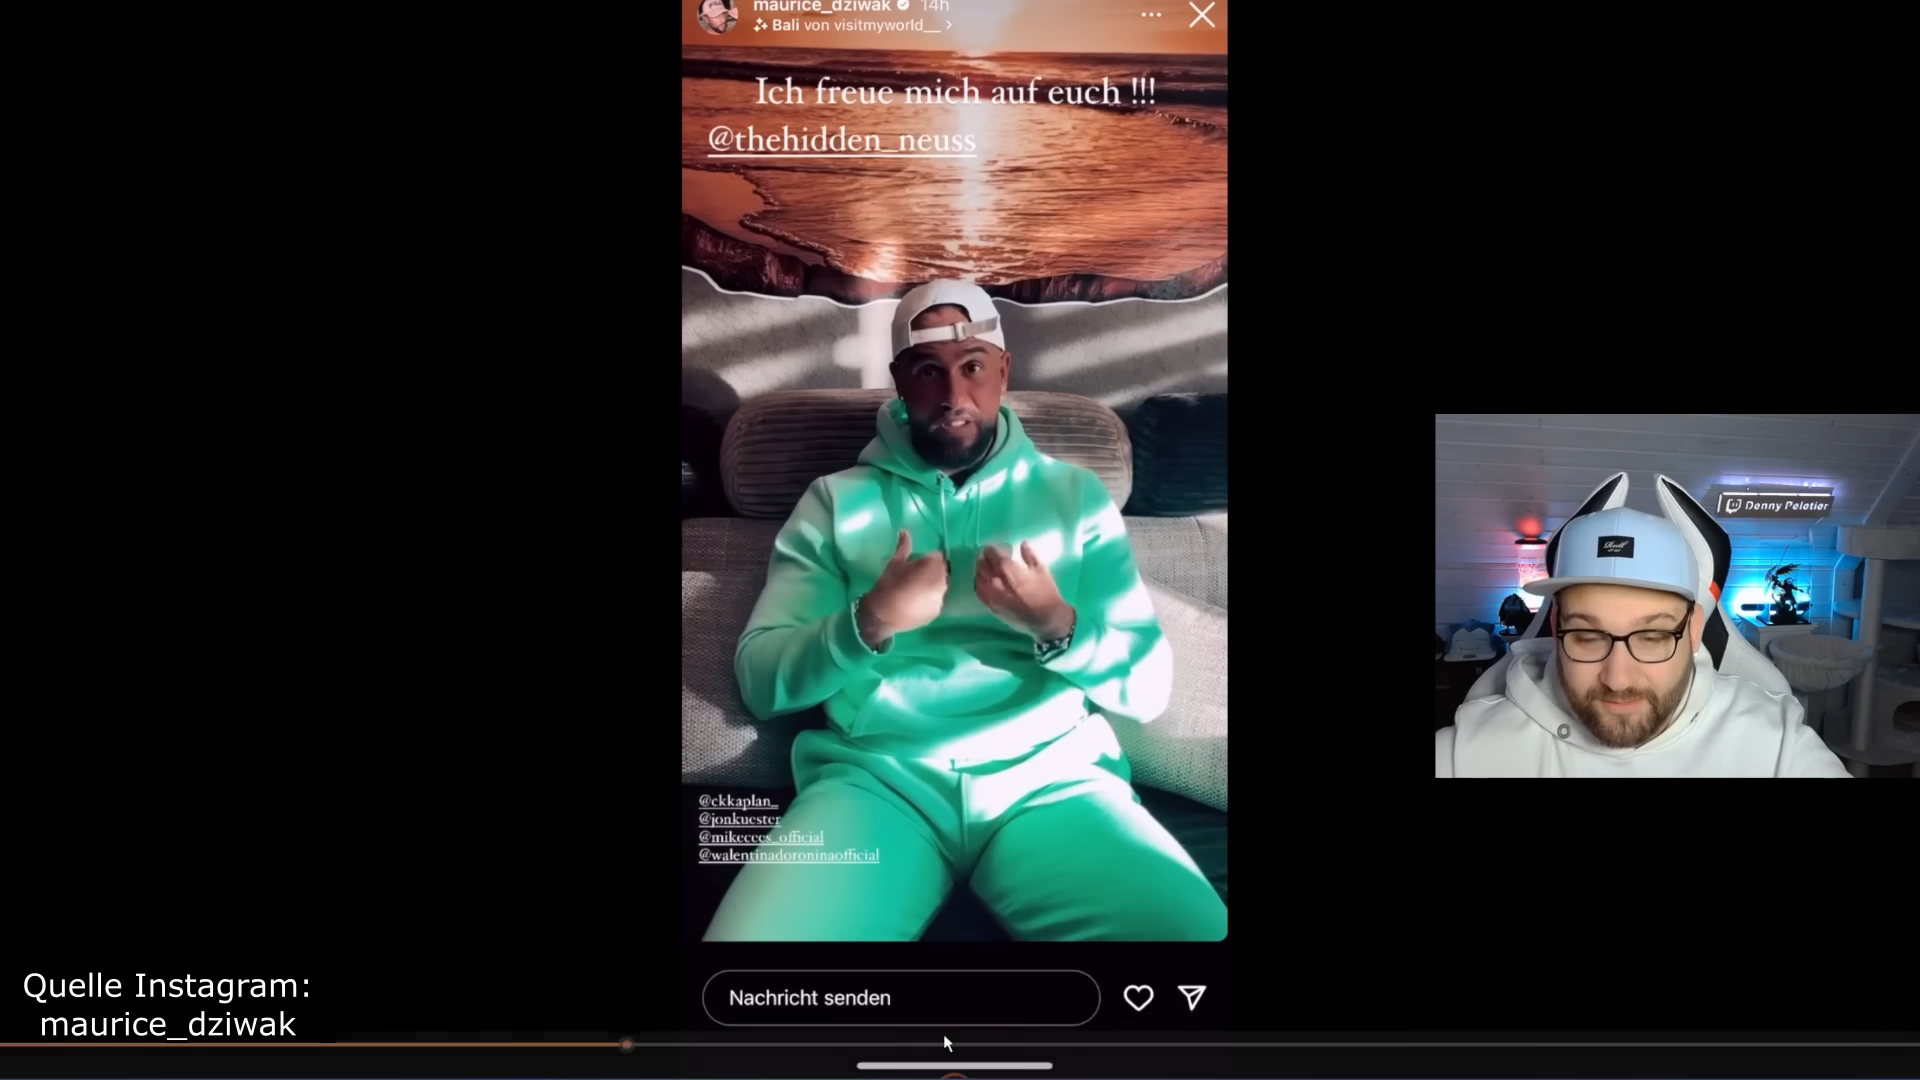 maurice_dziwak 14h
Bali von visitmyworld__ >
Ich freue mich auf euch !!!
@thehidden_neuss
Denny Peletier
@ckkaplan_
@jonkuester
@mikecees_official
@walentinadoroninaofficial
Nachricht senden
Quelle Instagram:
maurice_dziwak